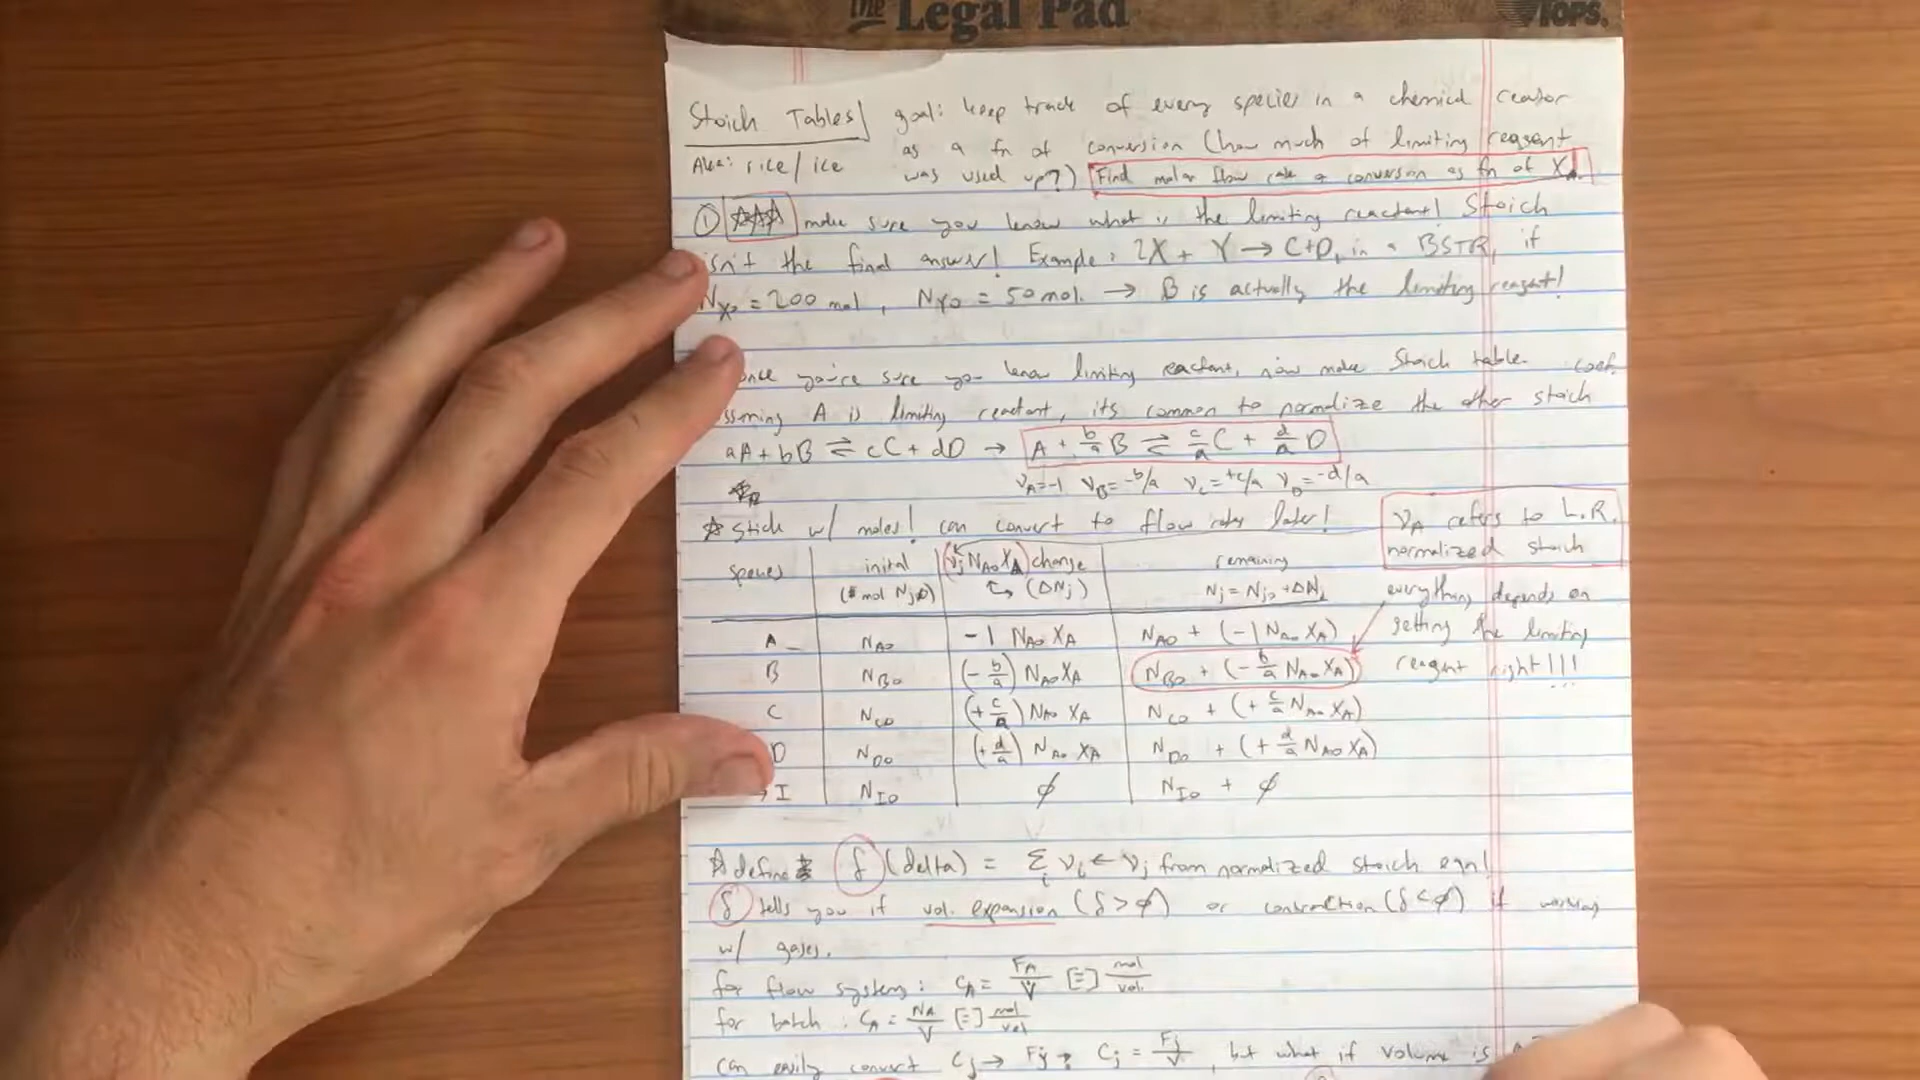 The Legal Pad TOPS
Stoich Tables goal: keep track of every species in a chemical reactor
Aka: rice/ice as a fn of conversion (how much of limiting reagent
was used up?) Find molar flow rate & conversion as fn of XA.
① ☆☆☆ make sure you know what is the limiting reactant! Stoich
isn't the final answer! Example: 2X + Y → C+D, in a BSTR, if
NX0 = 200 mol, NY0 = 50 mol. → B is actually the limiting reagent!
once you're sure you know limiting reactant, now make Stoich table.
ssuming A is limiting reactant, its common to normalize the other stoich coef.
aA + bB ⇌ cC + dD → A + b/a B ⇌ c/a C + d/a D
νA=-1 νB=-b/a νC=+c/a νD=-d/a
☆ stick w/ moles! can convert to flow rates later!
νA refers to L.R.
normalized stoich
species | initial (# mol Nj0) | (νj NA0 XA) change (ΔNj) | remaining Nj = Nj0 + ΔNj
A | NA0 | -1 NA0 XA | NA0 + (-1 NA0 XA)
B | NB0 | (-b/a) NA0 XA | NB0 + (-b/a NA0 XA)
C | NC0 | (+c/a) NA0 XA | NC0 + (+c/a NA0 XA)
D | ND0 | (+d/a) NA0 XA | ND0 + (+d/a NA0 XA)
→ I | NI0 | ∅ | NI0 + ∅
everything depends on
getting the limiting
reagent right!!!
☆ define δ (delta) = Σi νi ← νj from normalized stoich eqn!
δ tells you if vol. expansion (δ > ∅) or contraction (δ < ∅) if working
w/ gases.
for flow system: CA = FA/V̇ [=] mol/vol.
for batch: CA = NA/V [=] mol/vol
can easily convert Cj → Fj: Cj = Fj/V̇, but what if volume is